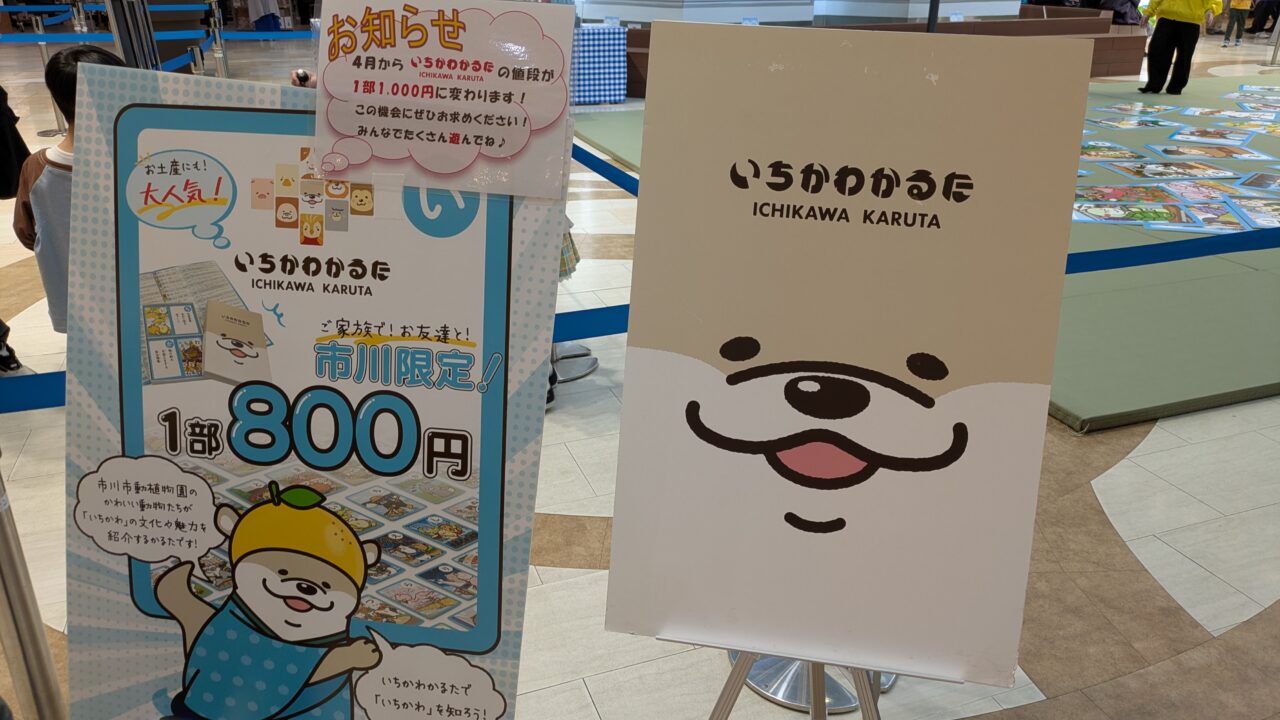 お知らせ
4月から いちかわかるた の値段が
ICHIKAWA KARUTA
1部1,000円に変わります！
この機会にぜひお求めください！
みんなでたくさん遊んでね♪
お土産にも！
大人気！
い
いちかわかるた
ICHIKAWA KARUTA
ご家族で！お友達と！
市川限定！
1部800円
市川市動植物園の
かわいい動物たちが
「いちかわ」の文化や魅力を
紹介するかるたです！
いちかわかるたで
「いちかわ」を知ろう！
いちかわかるた
ICHIKAWA KARUTA